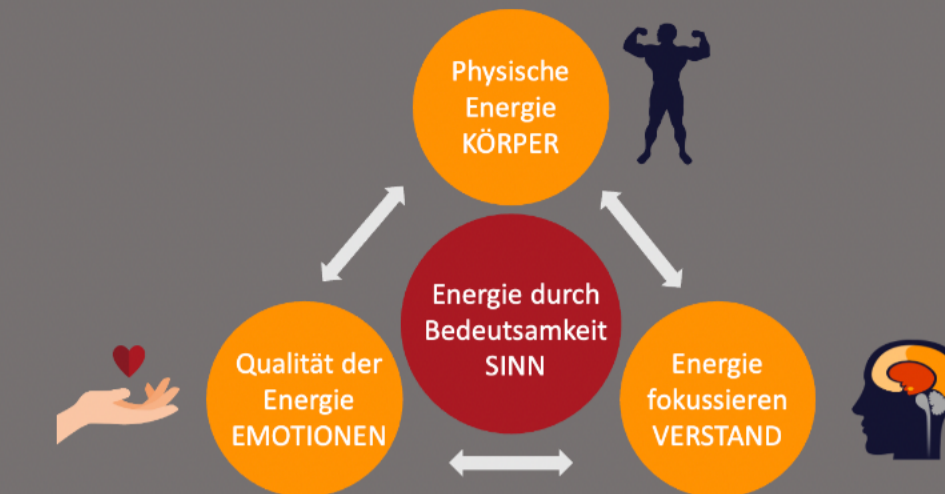 Physische
Energie
KÖRPER
Energie durch
Bedeutsamkeit
SINN
Qualität der
Energie
EMOTIONEN
Energie
fokussieren
VERSTAND